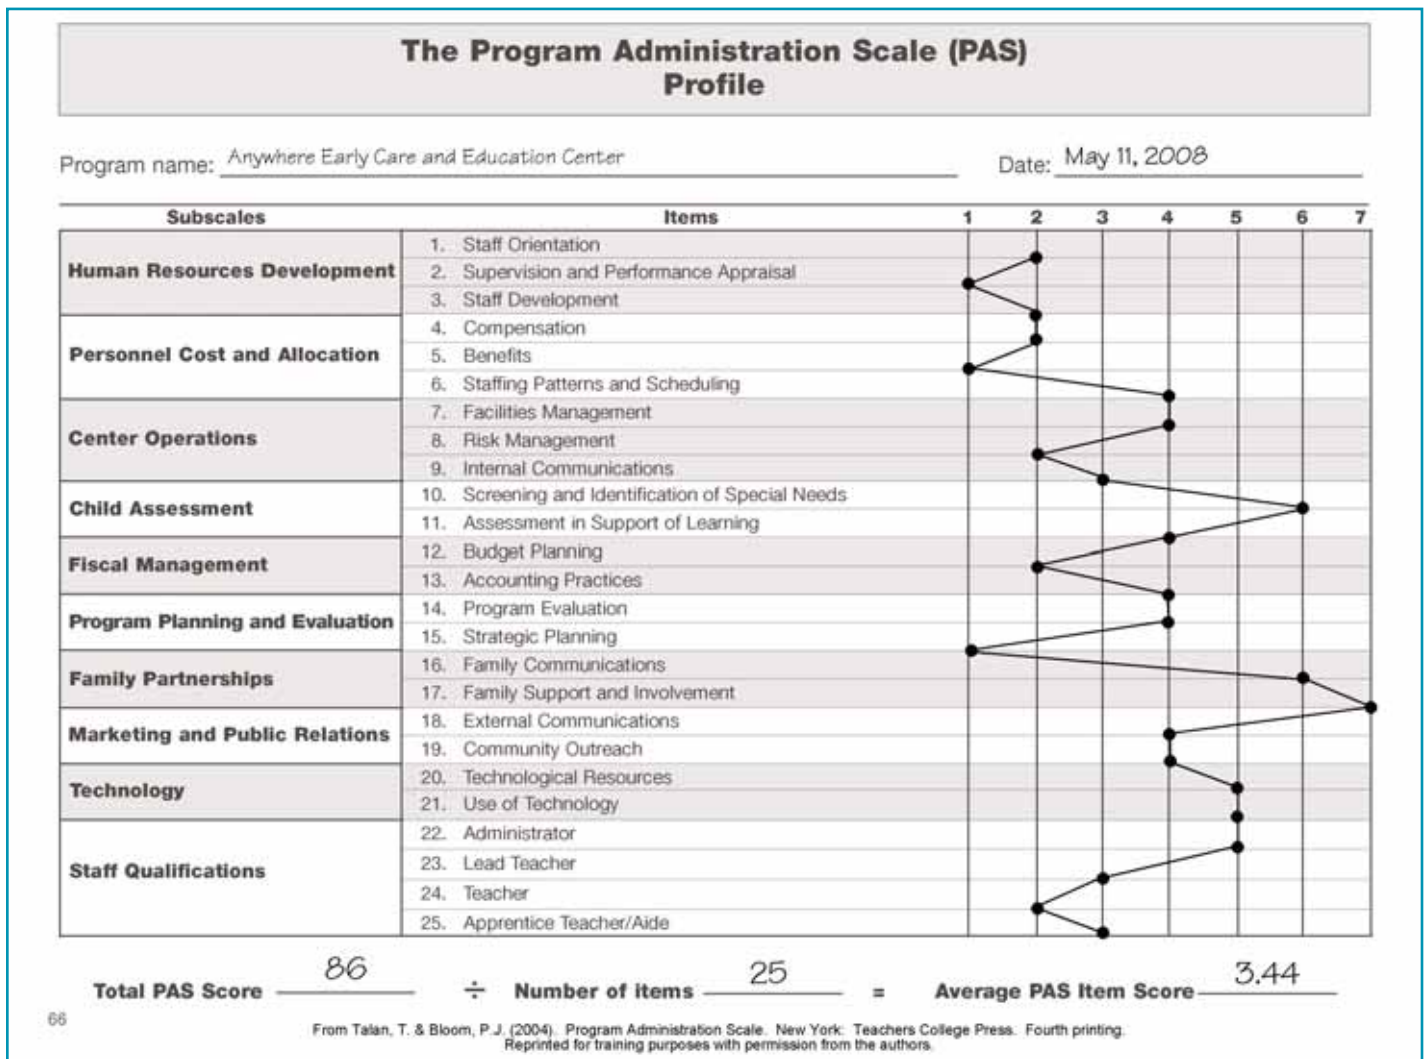 The Program Administration Scale (PAS)
Profile
Program name: Anywhere Early Care and Education Center Date: May 11, 2008
Subscales Items 1 2 3 4 5 6 7
Human Resources Development
1. Staff Orientation
2. Supervision and Performance Appraisal
3. Staff Development
Personnel Cost and Allocation
4. Compensation
5. Benefits
6. Staffing Patterns and Scheduling
Center Operations
7. Facilities Management
8. Risk Management
9. Internal Communications
Child Assessment
10. Screening and Identification of Special Needs
11. Assessment in Support of Learning
Fiscal Management
12. Budget Planning
13. Accounting Practices
Program Planning and Evaluation
14. Program Evaluation
15. Strategic Planning
Family Partnerships
16. Family Communications
17. Family Support and Involvement
Marketing and Public Relations
18. External Communications
19. Community Outreach
Technology
20. Technological Resources
21. Use of Technology
Staff Qualifications
22. Administrator
23. Lead Teacher
24. Teacher
25. Apprentice Teacher/Aide
Total PAS Score 86 ÷ Number of items 25 = Average PAS Item Score 3.44
66
From Talan, T. & Bloom, P.J. (2004). Program Administration Scale. New York: Teachers College Press. Fourth printing.
Reprinted for training purposes with permission from the authors.